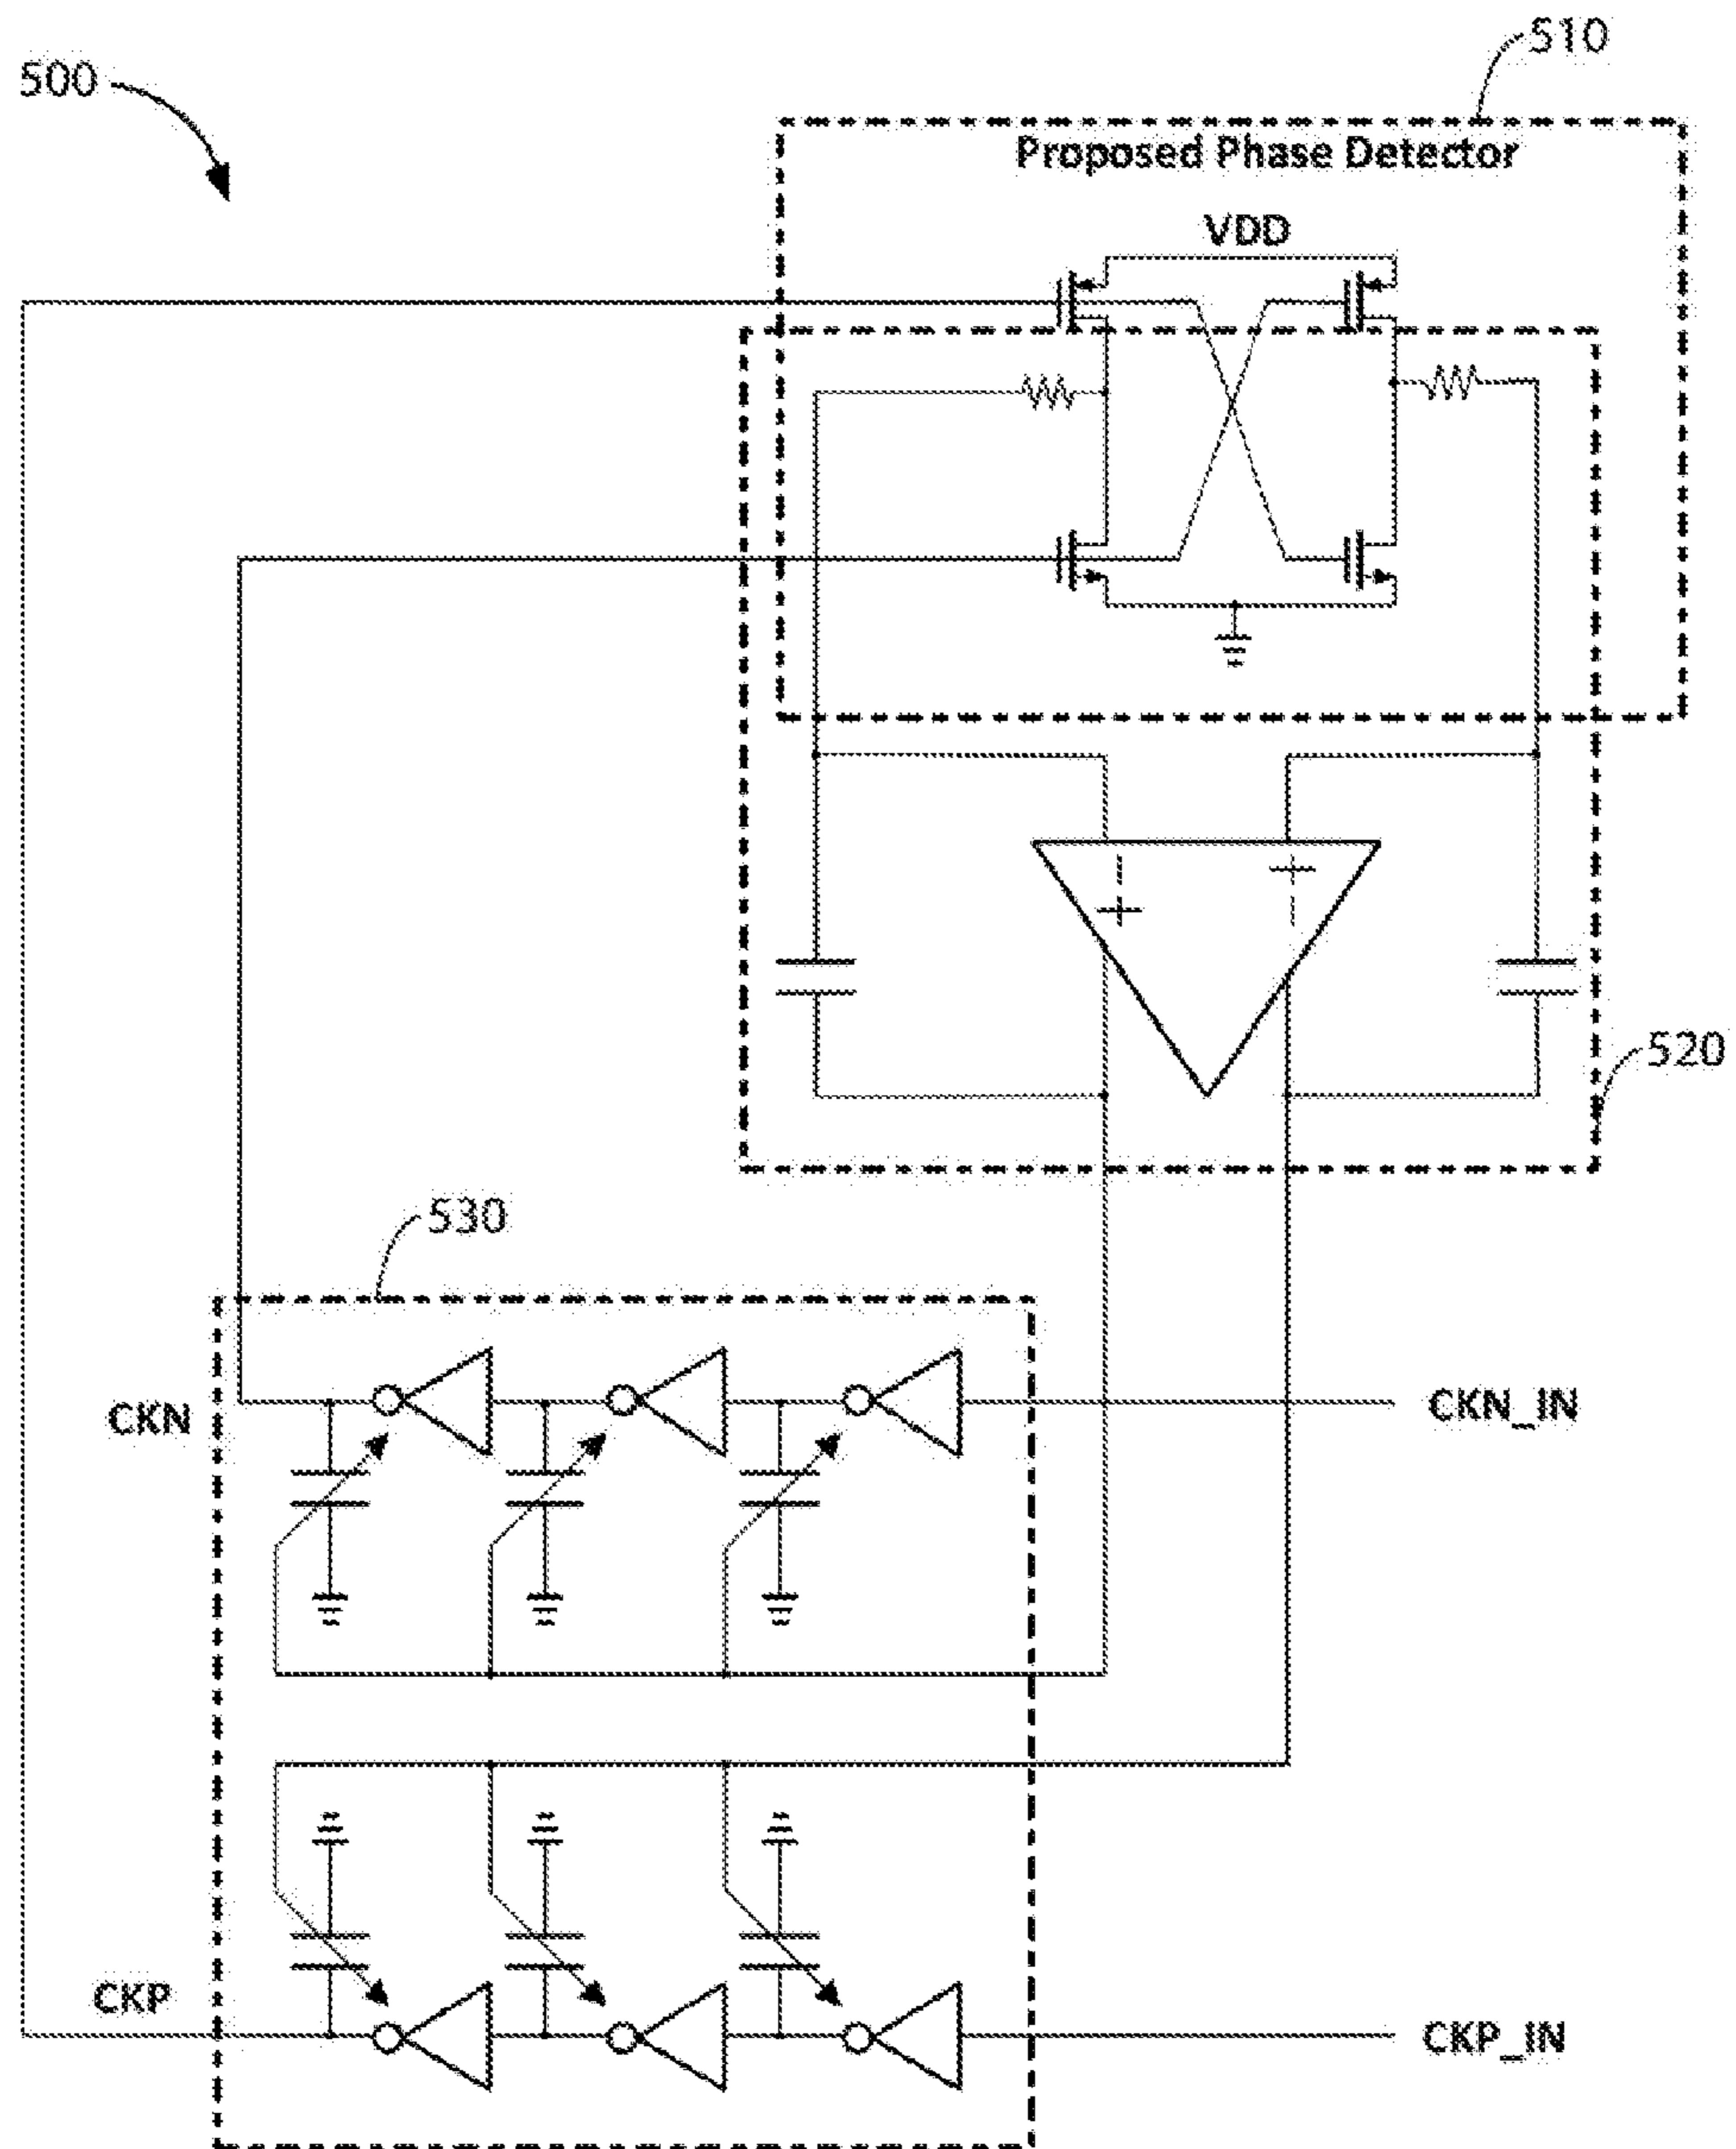 510
500
Proposed Phase Detector
VDD
520
530
CKN
CKN_IN
CKP
CKP_IN